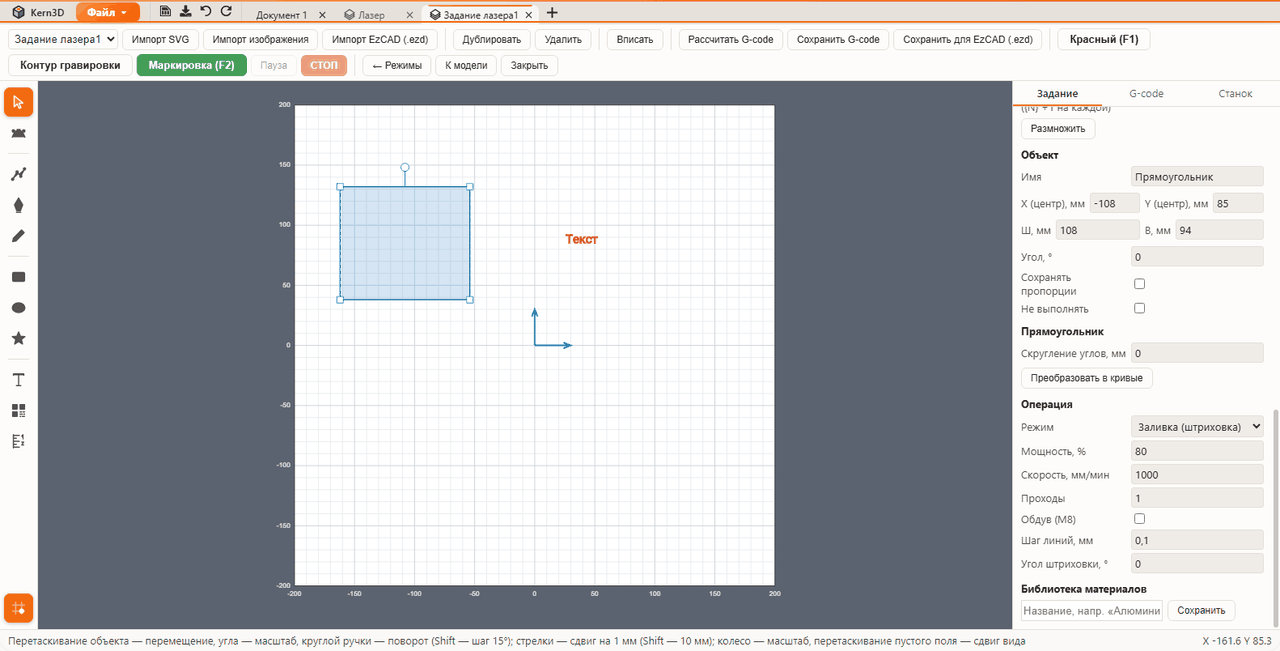 Kern3D Файл Документ 1 Лазер Задание лазера1
Задание лазера1 Импорт SVG Импорт изображения Импорт EzCAD (.ezd) Дублировать Удалить Вписать Рассчитать G-code Сохранить G-code Сохранить для EzCAD (.ezd) Красный (F1)
Контур гравировки Маркировка (F2) Пауза СТОП ← Режимы К модели Закрыть
Задание G-code Станок
Размножить
Объект
Имя Прямоугольник
X (центр), мм -108 Y (центр), мм 85
Ш, мм 108 В, мм 94
Угол, ° 0
Сохранять
пропорции
Не выполнять
Прямоугольник
Скругление углов, мм 0
Преобразовать в кривые
Операция
Режим Заливка (штриховка)
Мощность, % 80
Скорость, мм/мин 1000
Проходы 1
Обдув (M8)
Шаг линий, мм 0,1
Угол штриховки, ° 0
Библиотека материалов
Название, напр. «Алюмини Сохранить
200
150
100
50
0
-50
-100
-150
-200
Текст
-200 -150 -100 -50 0 50 100 150 200
Перетаскивание объекта — перемещение, угла — масштаб, круглой ручки — поворот (Shift — шаг 15°); стрелки — сдвиг на 1 мм (Shift — 10 мм); колесо — масштаб, перетаскивание пустого поля — сдвиг вида X -161.6 Y 85.3